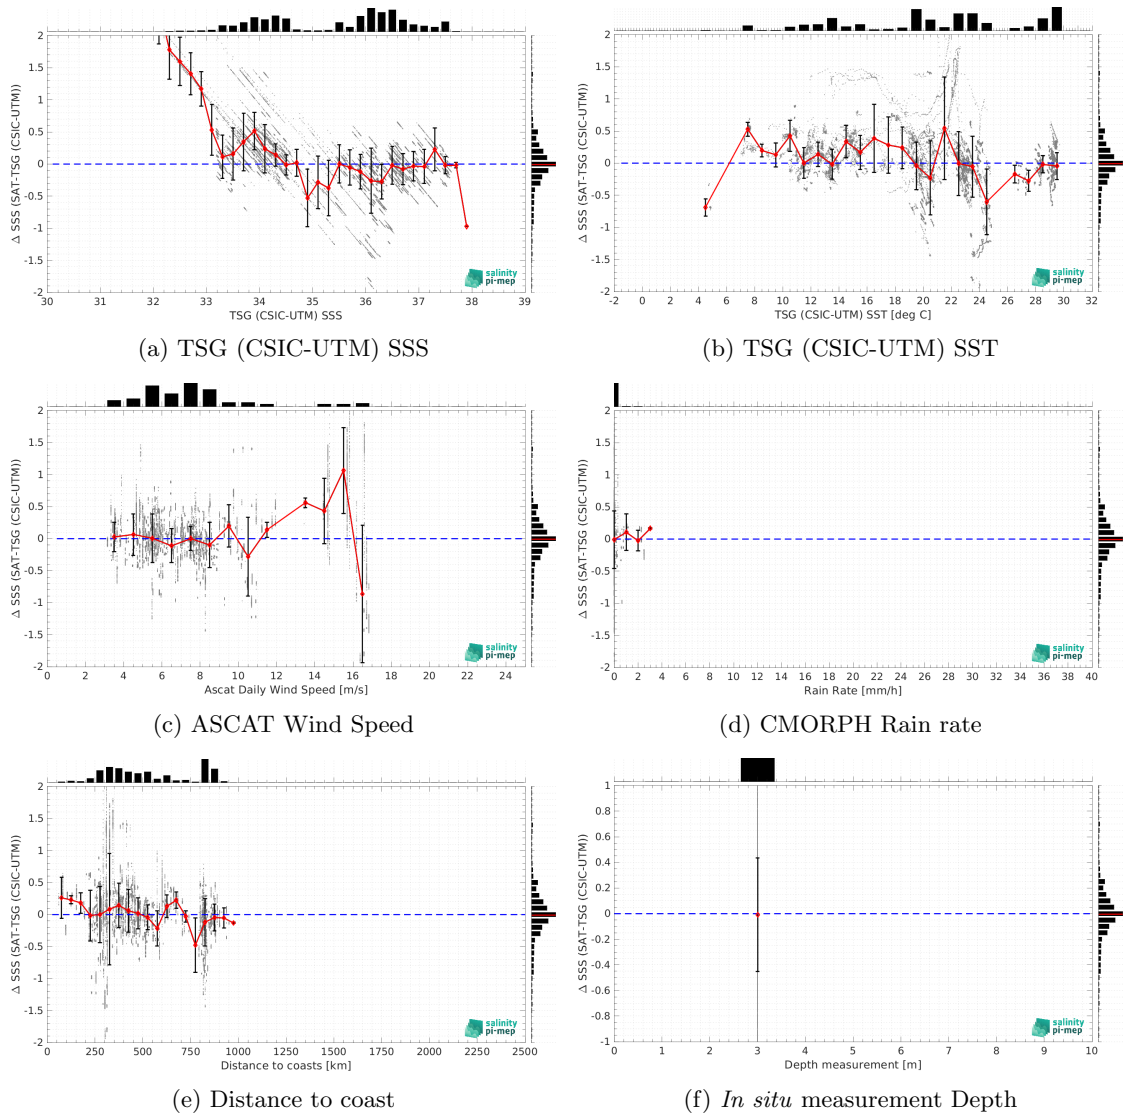 2
1.5
1
0.5
0
-0.5
-1
-1.5
-2
Δ SSS (SAT-TSG (CSIC-UTM))
30 31 32 33 34 35 36 37 38 39
TSG (CSIC-UTM) SSS
salinity
pi-mep
(a) TSG (CSIC-UTM) SSS
2
1.5
1
0.5
0
-0.5
-1
-1.5
-2
Δ SSS (SAT-TSG (CSIC-UTM))
-2 0 2 4 6 8 10 12 14 16 18 20 22 24 26 28 30 32
TSG (CSIC-UTM) SST [deg C]
salinity
pi-mep
(b) TSG (CSIC-UTM) SST
2
1.5
1
0.5
0
-0.5
-1
-1.5
-2
Δ SSS (SAT-TSG (CSIC-UTM))
0 2 4 6 8 10 12 14 16 18 20 22 24
Ascat Daily Wind Speed [m/s]
salinity
pi-mep
(c) ASCAT Wind Speed
2
1.5
1
0.5
0
-0.5
-1
-1.5
-2
Δ SSS (SAT-TSG (CSIC-UTM))
0 2 4 6 8 10 12 14 16 18 20 22 24 26 28 30 32 34 36 38 40
Rain Rate [mm/h]
salinity
pi-mep
(d) CMORPH Rain rate
2
1.5
1
0.5
0
-0.5
-1
-1.5
-2
Δ SSS (SAT-TSG (CSIC-UTM))
0 250 500 750 1000 1250 1500 1750 2000 2250 2500
Distance to coasts [km]
salinity
pi-mep
(e) Distance to coast
1
0.8
0.6
0.4
0.2
0
-0.2
-0.4
-0.6
-0.8
-1
Δ SSS (SAT-TSG (CSIC-UTM))
0 1 2 3 4 5 6 7 8 9 10
Depth measurement [m]
salinity
pi-mep
(f) In situ measurement Depth